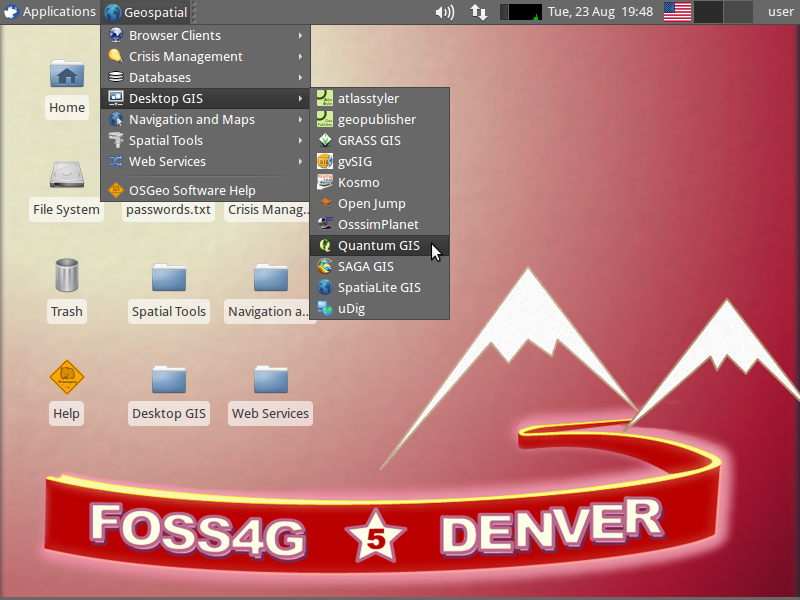 Applications Geospatial Tue, 23 Aug 19:48 user
Browser Clients
Crisis Management
Databases
Desktop GIS
Navigation and Maps
Spatial Tools
Web Services
OSGeo Software Help
atlasstyler
geopublisher
GRASS GIS
gvSIG
Kosmo
Open Jump
OsssimPlanet
Quantum GIS
SAGA GIS
SpatiaLite GIS
uDig
Home
File System passwords.txt Crisis Manag...
Trash Spatial Tools Navigation a...
Help Desktop GIS Web Services
FOSS4G 5 DENVER